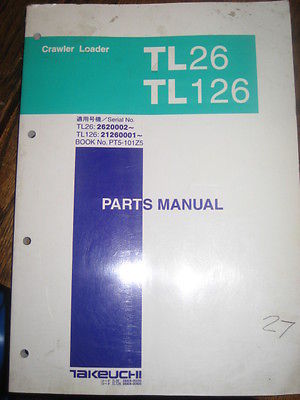 Crawler Loader
TL26
TL126
適用号機／Serial No.
TL26: 2620002~
TL126: 21260001~
BOOK No. PT5-101Z5
PARTS MANUAL
27
TAKEUCHI